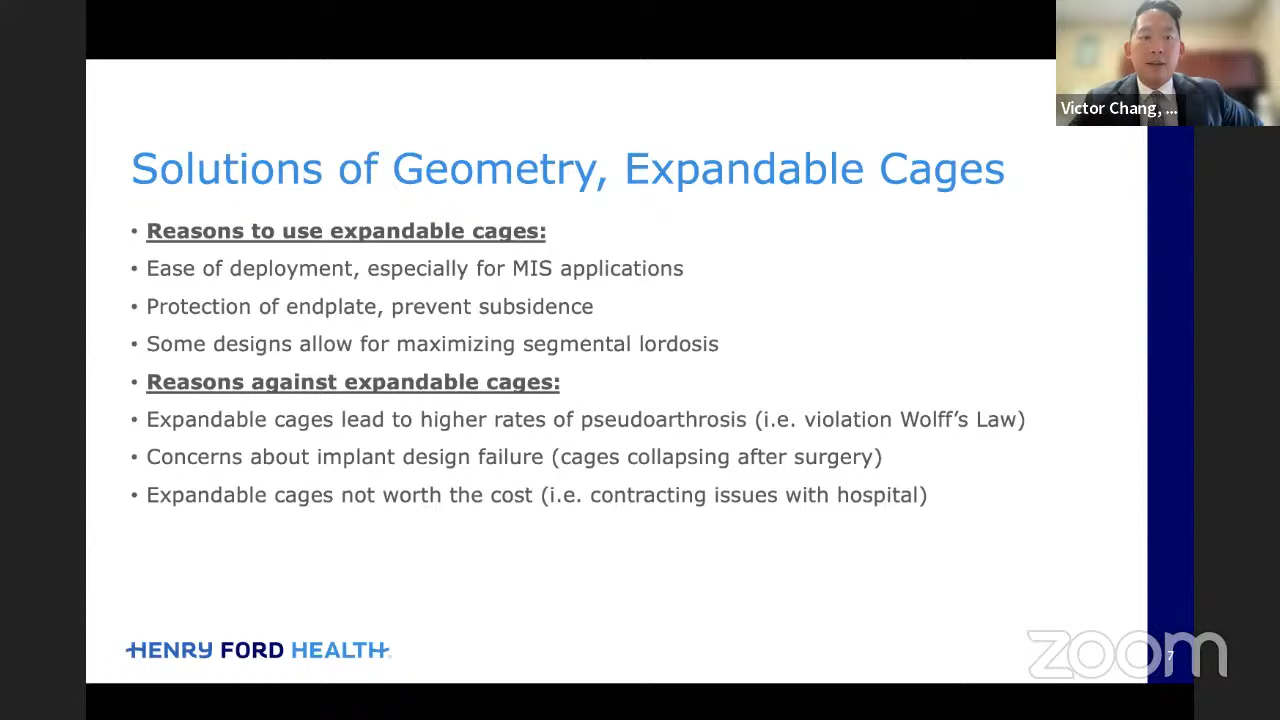 Victor Chang, ...
Solutions of Geometry, Expandable Cages
• Reasons to use expandable cages:
• Ease of deployment, especially for MIS applications
• Protection of endplate, prevent subsidence
• Some designs allow for maximizing segmental lordosis
• Reasons against expandable cages:
• Expandable cages lead to higher rates of pseudoarthrosis (i.e. violation Wolff's Law)
• Concerns about implant design failure (cages collapsing after surgery)
• Expandable cages not worth the cost (i.e. contracting issues with hospital)
HENRY FORD HEALTH
zoom
7